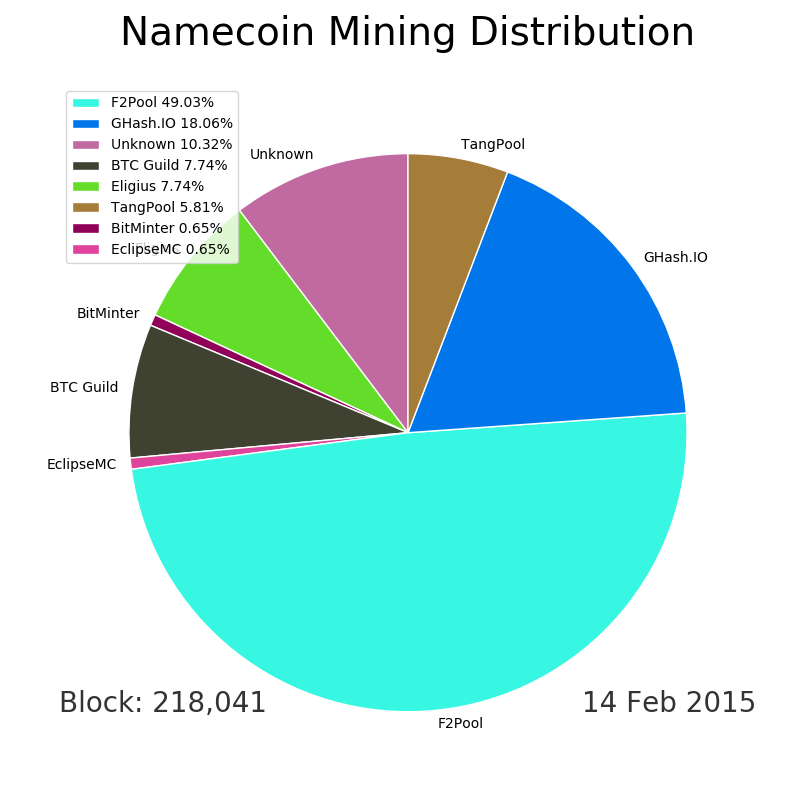 Namecoin Mining Distribution
F2Pool 49.03%
GHash.IO 18.06%
Unknown 10.32%
BTC Guild 7.74%
Eligius 7.74%
TangPool 5.81%
BitMinter 0.65%
EclipseMC 0.65%
Unknown
TangPool
GHash.IO
BitMinter
BTC Guild
EclipseMC
Block: 218,041
14 Feb 2015
F2Pool